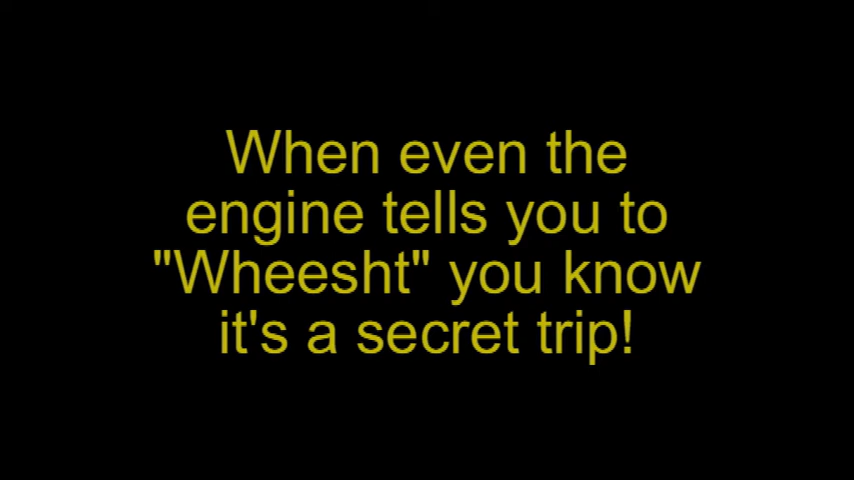 When even the
engine tells you to
"Wheesht" you know
it's a secret trip!